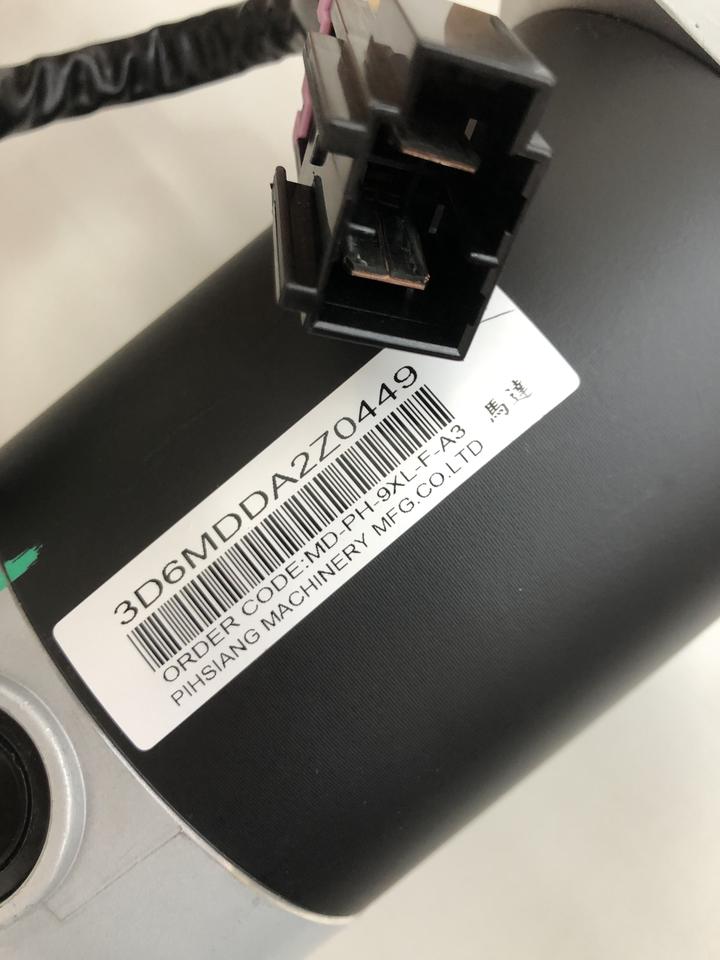 3D6MDDA2Z0449
ORDER CODE:MD-PH-9XL-F-A3
PIHSIANG MACHINERY MFG.CO.LTD
馬達